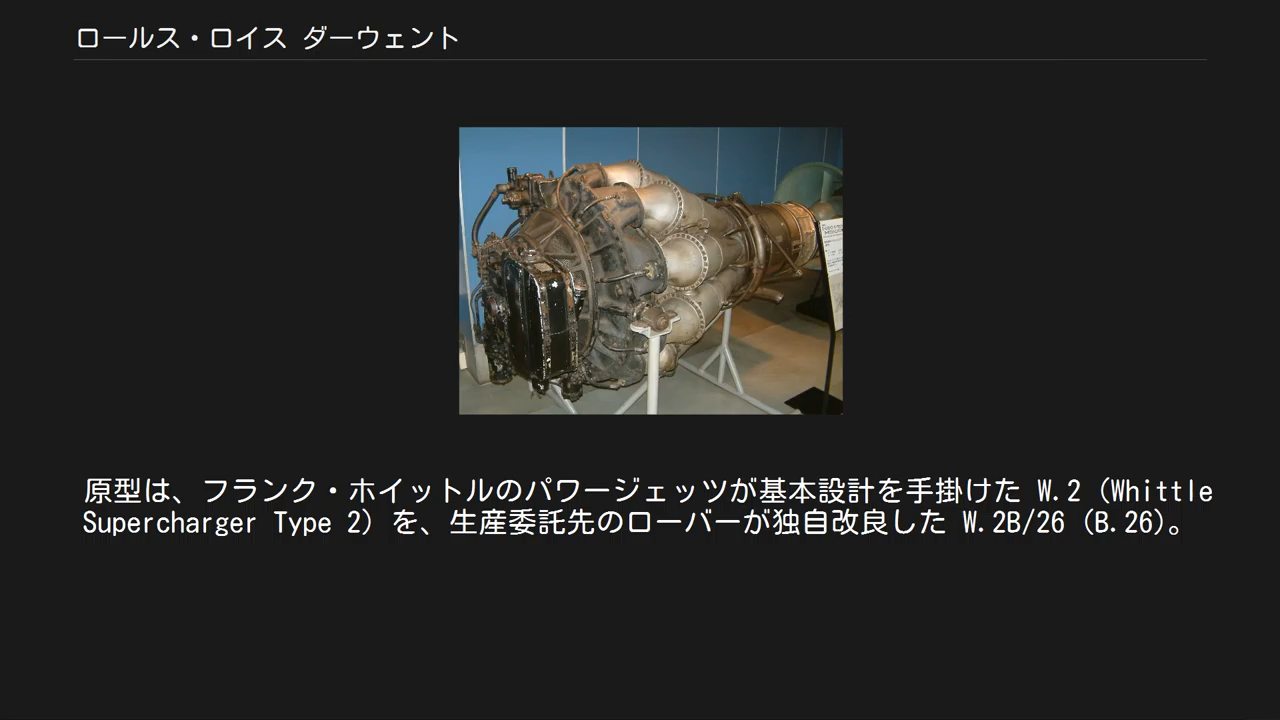 ロールス・ロイス ダーウェント
原型は、フランク・ホイットルのパワージェッツが基本設計を手掛けた W.2 (Whittle
Supercharger Type 2) を、生産委託先のローバーが独自改良した W.2B/26 (B.26)。